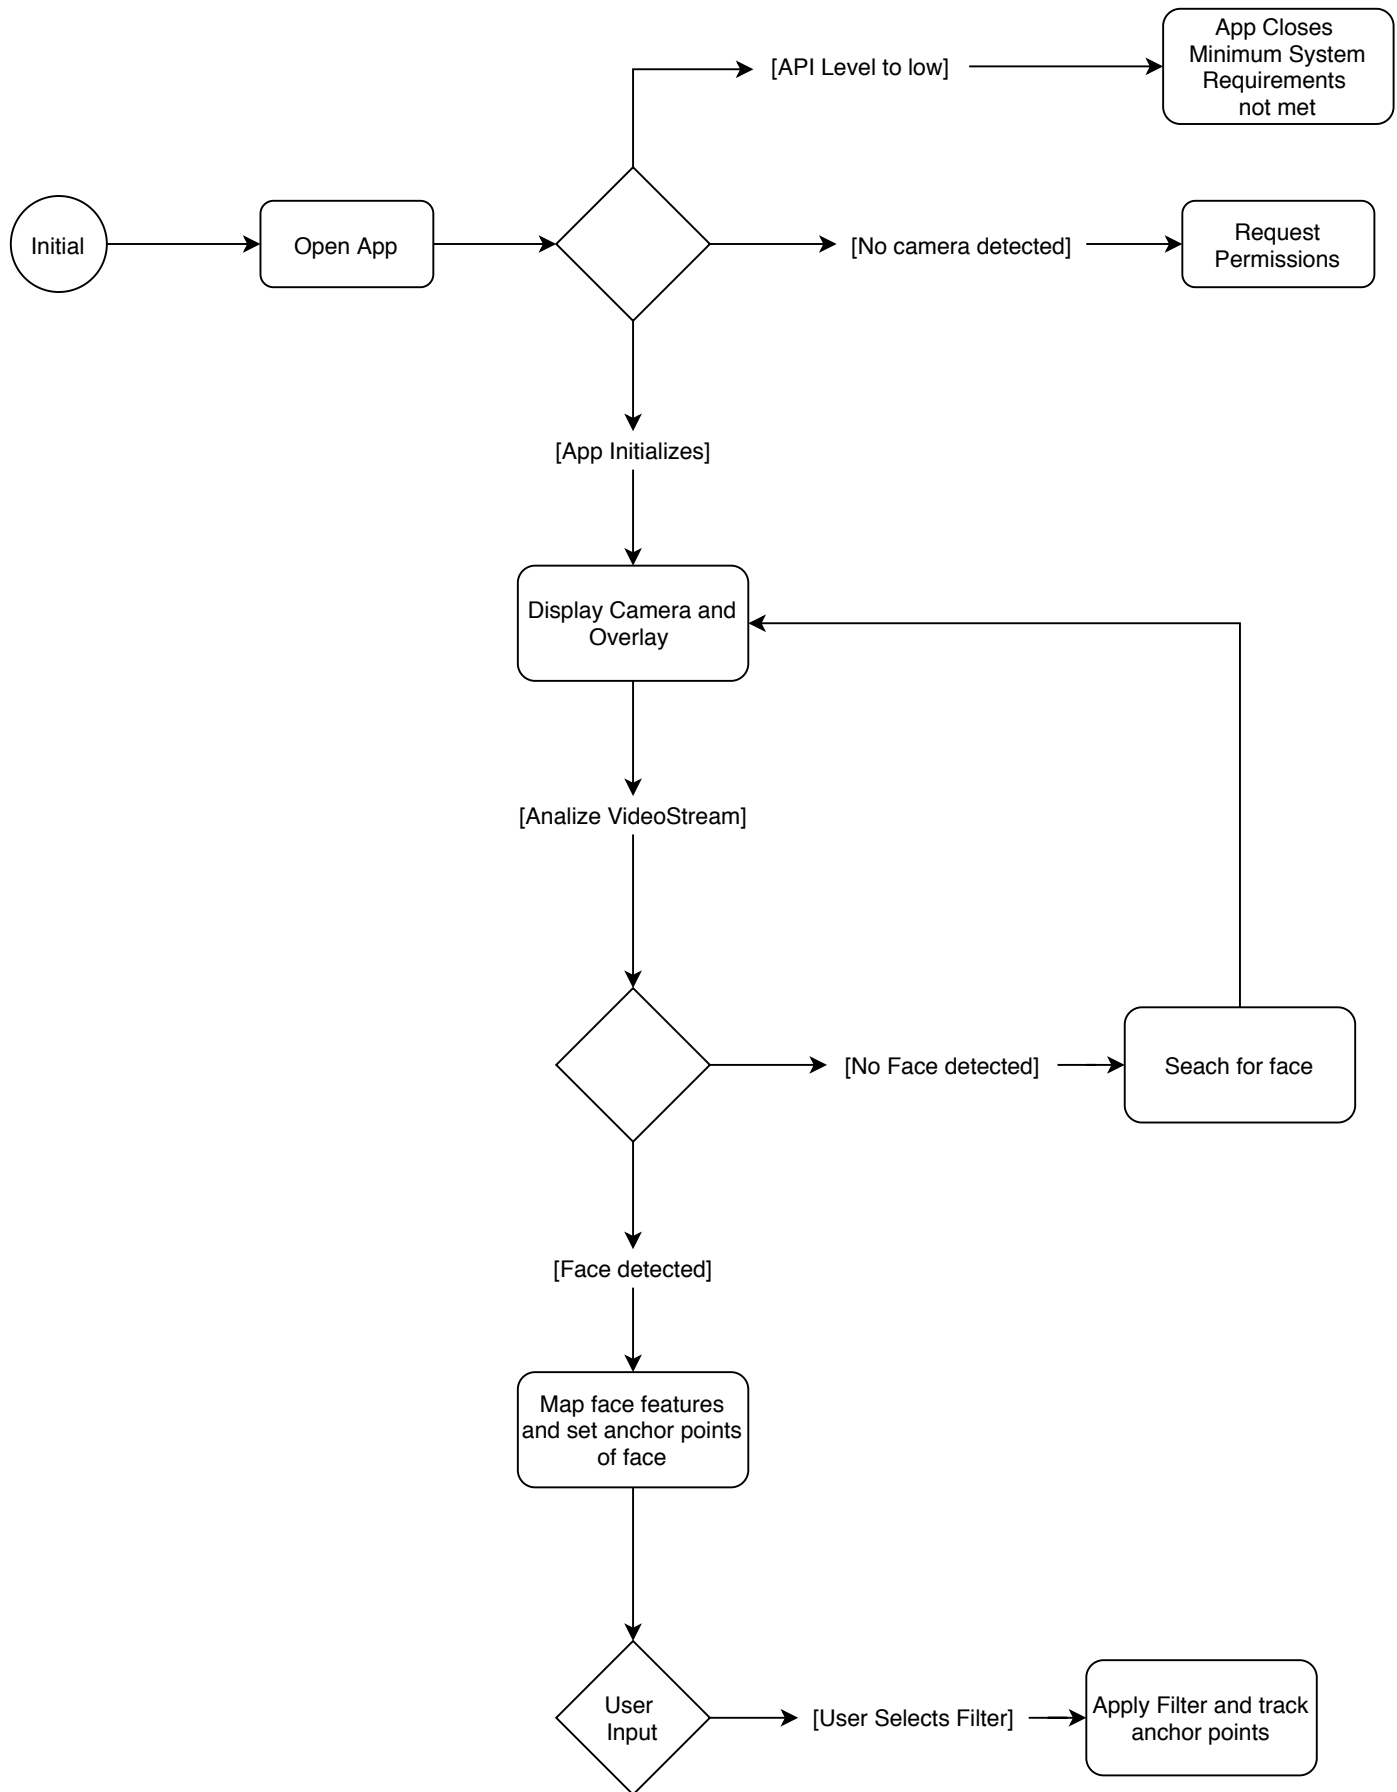 App Closes
Minimum System
Requirements
not met
[API Level to low]
Initial
Open App
[No camera detected]
Request
Permissions
[App Initializes]
Display Camera and
Overlay
[Analize VideoStream]
[No Face detected]
Seach for face
[Face detected]
Map face features
and set anchor points
of face
User
Input
[User Selects Filter]
Apply Filter and track
anchor points